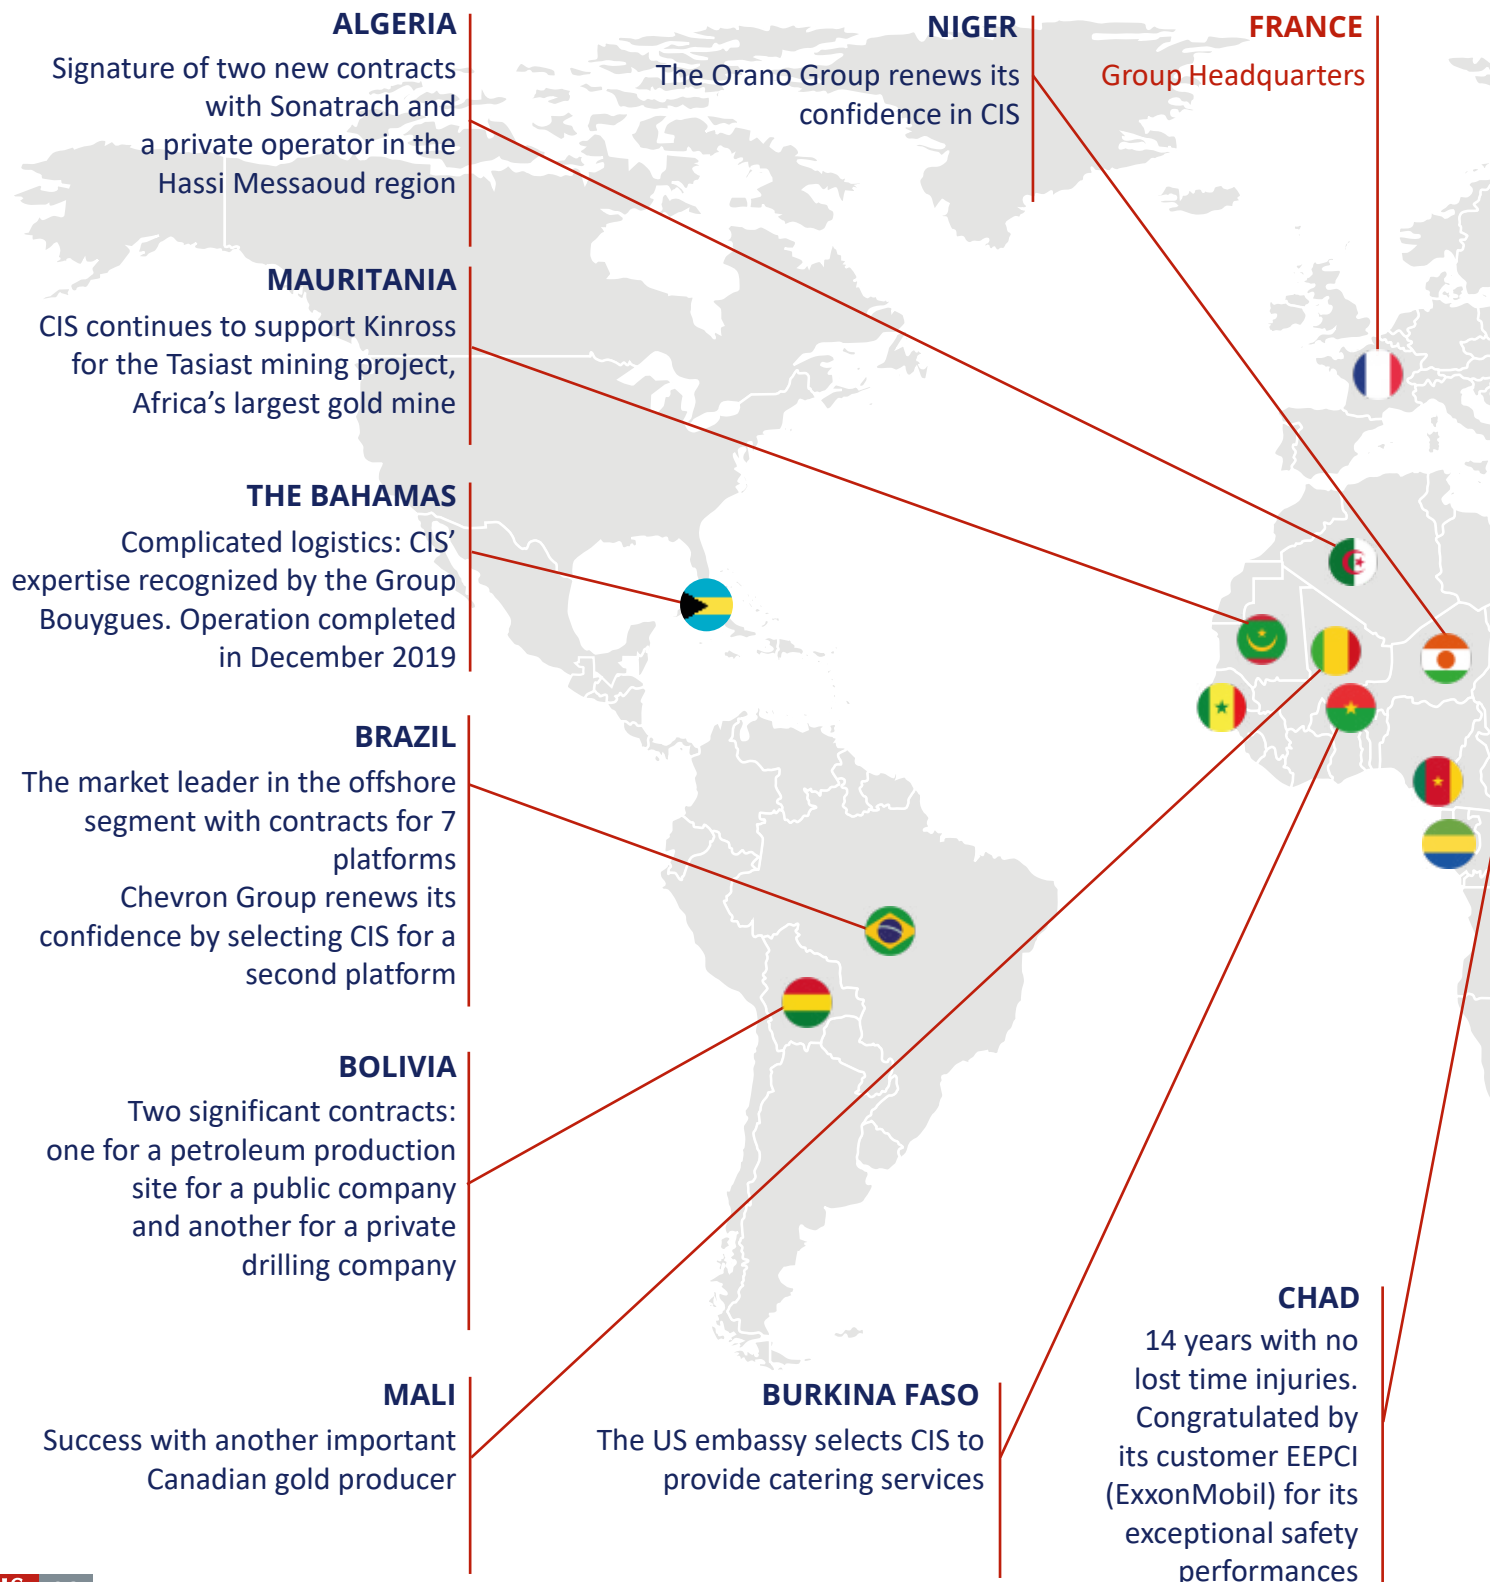 ALGERIA
Signature of two new contracts
with Sonatrach and
a private operator in the
Hassi Messaoud region
NIGER
The Orano Group renews its
confidence in CIS
FRANCE
Group Headquarters
MAURITANIA
CIS continues to support Kinross
for the Tasiast mining project,
Africa’s largest gold mine
THE BAHAMAS
Complicated logistics: CIS’
expertise recognized by the Group
Bouygues. Operation completed
in December 2019
BRAZIL
The market leader in the offshore
segment with contracts for 7
platforms
Chevron Group renews its
confidence by selecting CIS for a
second platform
BOLIVIA
Two significant contracts:
one for a petroleum production
site for a public company
and another for a private
drilling company
MALI
Success with another important
Canadian gold producer
BURKINA FASO
The US embassy selects CIS to
provide catering services
CHAD
14 years with no
lost time injuries.
Congratulated by
its customer EEPCI
(ExxonMobil) for its
exceptional safety
performances